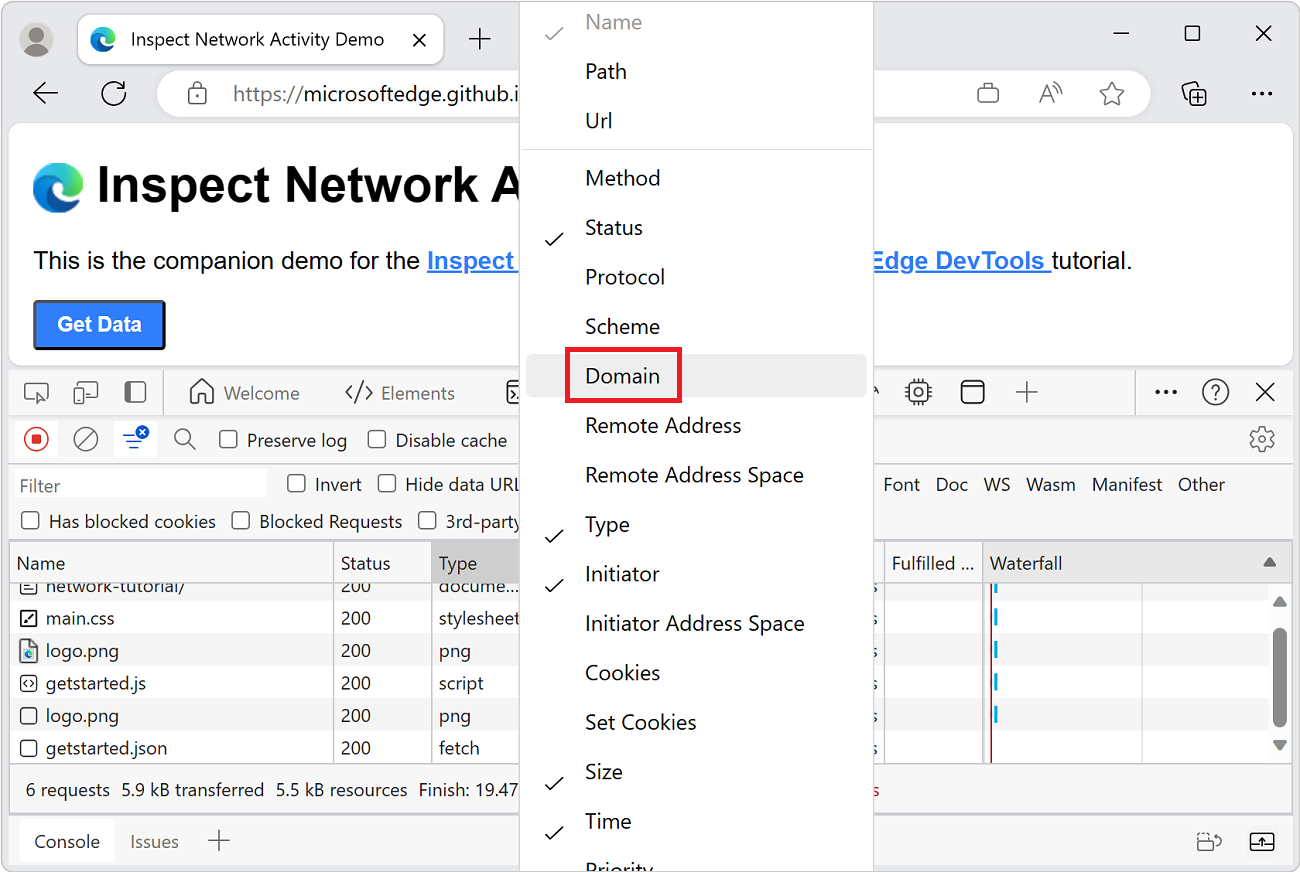 Inspect Network Activity Demo
https://microsoftedge.github.i
Inspect Network A
This is the companion demo for the Inspect
Edge DevTools tutorial.
Get Data
Name
Path
Url
Method
Status
Protocol
Scheme
Domain
Remote Address
Remote Address Space
Type
Initiator
Initiator Address Space
Cookies
Set Cookies
Size
Time
Priority
Welcome
Elements
Preserve log
Disable cache
Filter
Invert
Hide data URL
Font Doc WS Wasm Manifest Other
Has blocked cookies
Blocked Requests
3rd-party
Name Status Type Fulfilled ... Waterfall
network-tutorial/ 200 docume...
main.css 200 stylesheet
logo.png 200 png
getstarted.js 200 script
logo.png 200 png
getstarted.json 200 fetch
6 requests 5.9 kB transferred 5.5 kB resources Finish: 19.47
Console
Issues